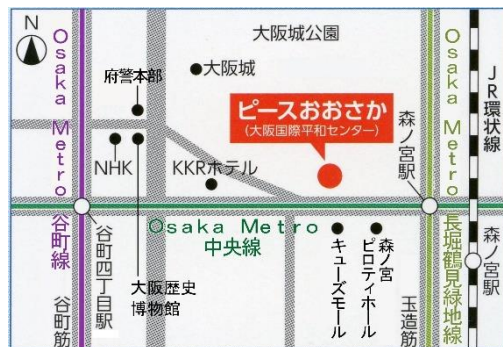 N
Osaka Metro 谷町線
府警本部
大阪城公園
大阪城
ピースおおさか
(大阪国際平和センター)
Osaka Metro 長堀鶴見緑地線
JR環状線
森ノ宮駅
NHK
KKRホテル
Osaka Metro
中央線
谷町四丁目駅
谷町筋
大阪歴史
博物館
キューズモール
森ノ宮
ピロティホール
玉造筋
森ノ宮駅